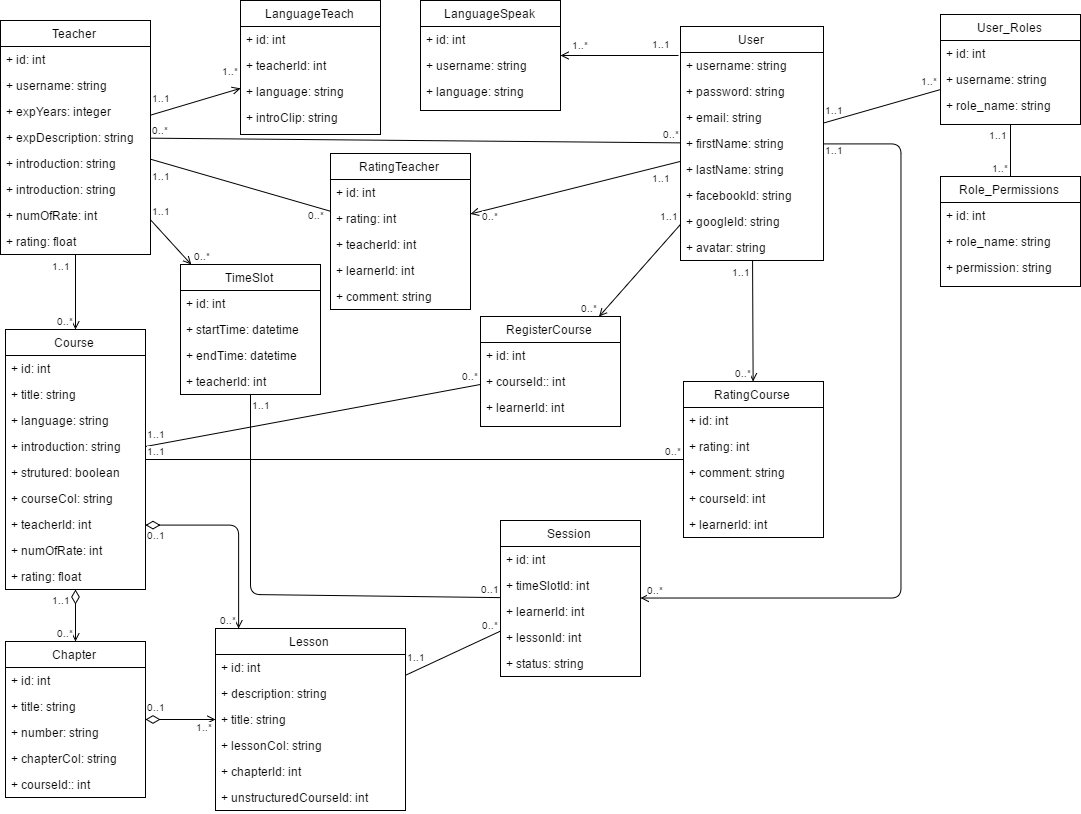 Teacher
+ id: int
+ username: string
+ expYears: integer
+ expDescription: string
+ introduction: string
+ introduction: string
+ numOfRate: int
+ rating: float
LanguageTeach
+ id: int
+ teacherId: int
+ language: string
+ introClip: string
LanguageSpeak
+ id: int
+ username: string
+ language: string
User
+ username: string
+ password: string
+ email: string
+ firstName: string
+ lastName: string
+ facebookId: string
+ googleId: string
+ avatar: string
User_Roles
+ id: int
+ username: string
+ role_name: string
Role_Permissions
+ id: int
+ role_name: string
+ permission: string
RatingTeacher
+ id: int
+ rating: int
+ teacherId: int
+ learnerId: int
+ comment: string
TimeSlot
+ id: int
+ startTime: datetime
+ endTime: datetime
+ teacherId: int
RegisterCourse
+ id: int
+ courseId:: int
+ learnerId: int
Course
+ id: int
+ title: string
+ language: string
+ introduction: string
+ strutured: boolean
+ courseCol: string
+ teacherId: int
+ numOfRate: int
+ rating: float
RatingCourse
+ id: int
+ rating: int
+ comment: string
+ courseId: int
+ learnerId: int
Session
+ id: int
+ timeSlotId: int
+ learnerId: int
+ lessonId: int
+ status: string
Chapter
+ id: int
+ title: string
+ number: string
+ chapterCol: string
+ courseId:: int
Lesson
+ id: int
+ description: string
+ title: string
+ lessonCol: string
+ chapterId: int
+ unstructuredCourseId: int
1..1
1..*
1..*
1..1
0..*
0..*
1..1
1..*
1..1
1..1
1..*
1..1
0..*
1..1
0..*
1..1
0..*
1..1
0..*
1..1
0..*
1..1
0..*
0..*
1..1
1..1
0..*
1..1
0..1
0..*
0..1
0..*
1..1
0..*
0..1
1..*
1..1
0..*